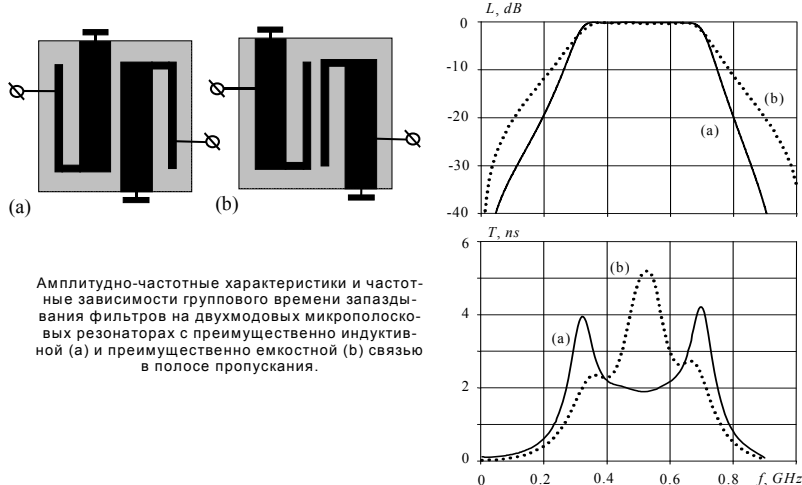 (a)
(b)
Амплитудно-частотные характеристики и частот-
ные зависимости группового времени запазды-
вания фильтров на двухмодовых микрополоско-
вых резонаторах с преимущественно индуктив-
ной (a) и преимущественно емкостной (b) связью
в полосе пропускания.
L, dB
0
-10
-20
-30
-40
(b)
(a)
T, ns
6
4
2
0
(b)
(a)
0 0.2 0.4 0.6 0.8 f, GHz